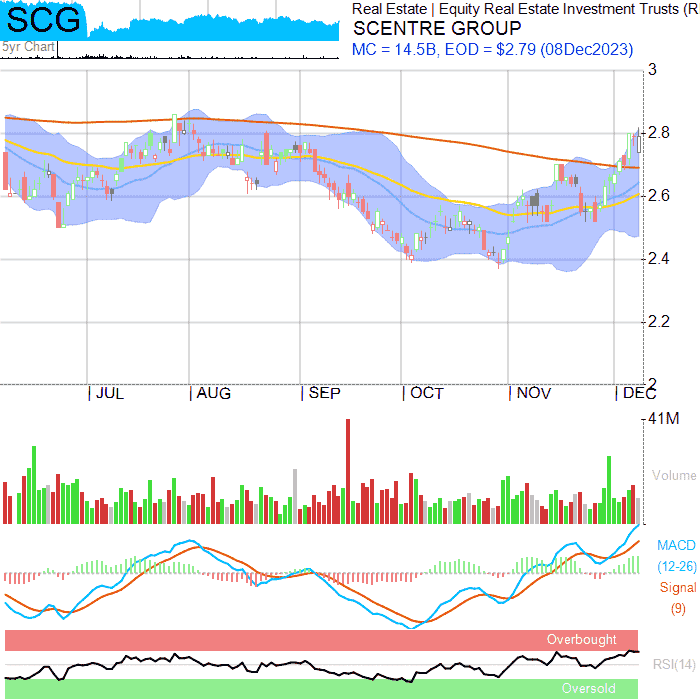 SCG
5yr Chart
Real Estate | Equity Real Estate Investment Trusts (R
SCENTRE GROUP
MC = 14.5B, EOD = $2.79 (08Dec2023)
3
2.8
2.6
2.4
2.2
2
JUL AUG SEP OCT NOV DEC
41M
Volume
MACD
(12-26)
Signal
(9)
Overbought
RSI(14)
Oversold